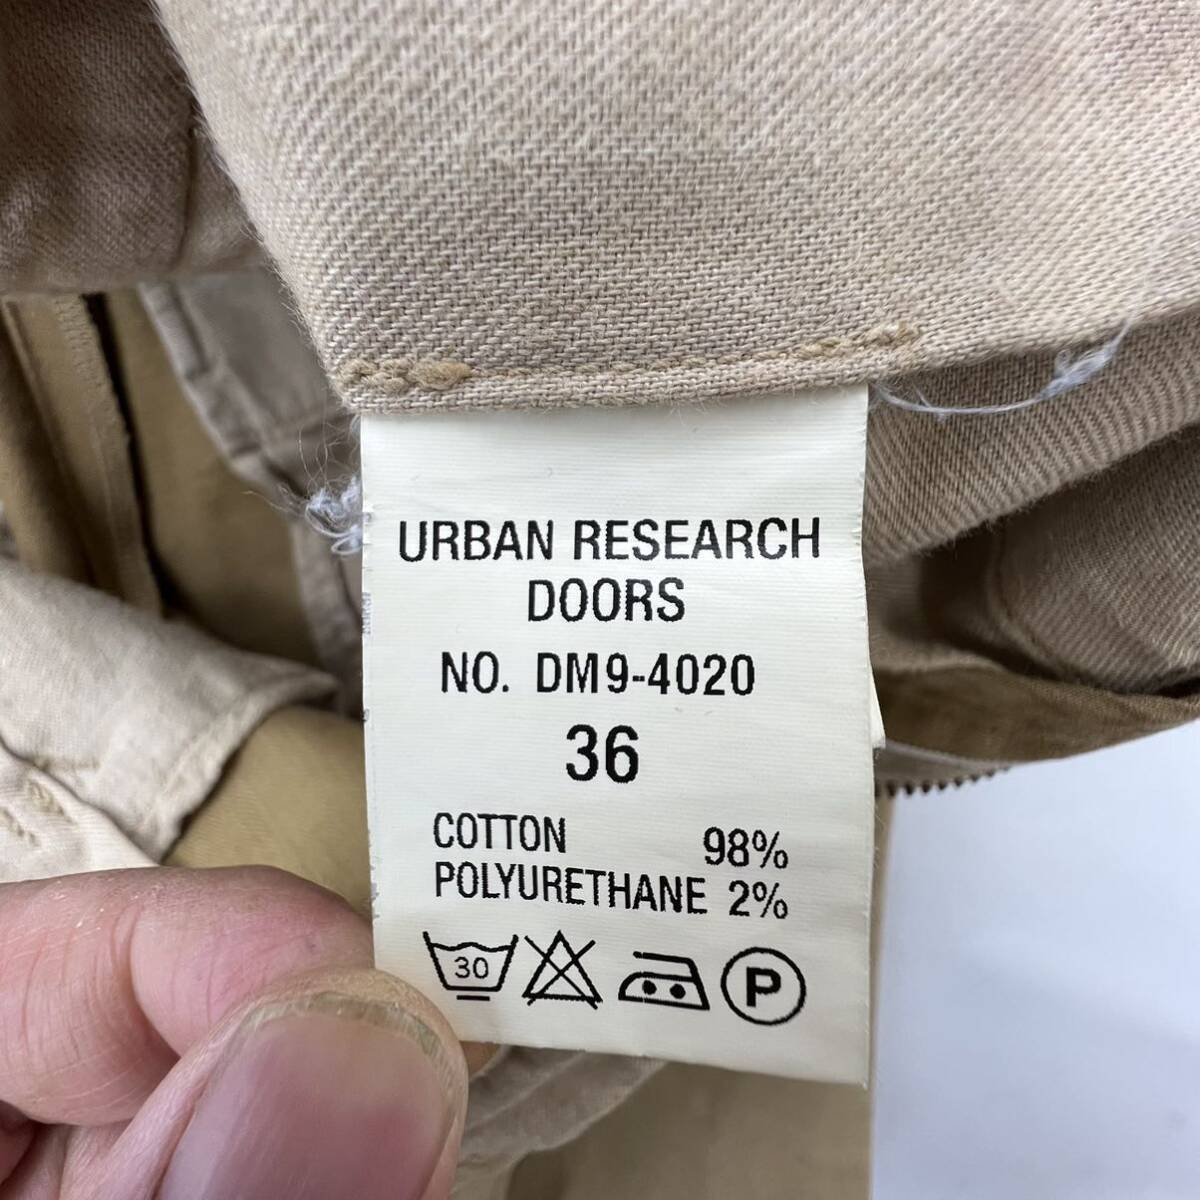 URBAN RESEARCH
DOORS
NO. DM9-4020
36
COTTON 98%
POLYURETHANE 2%
30 P